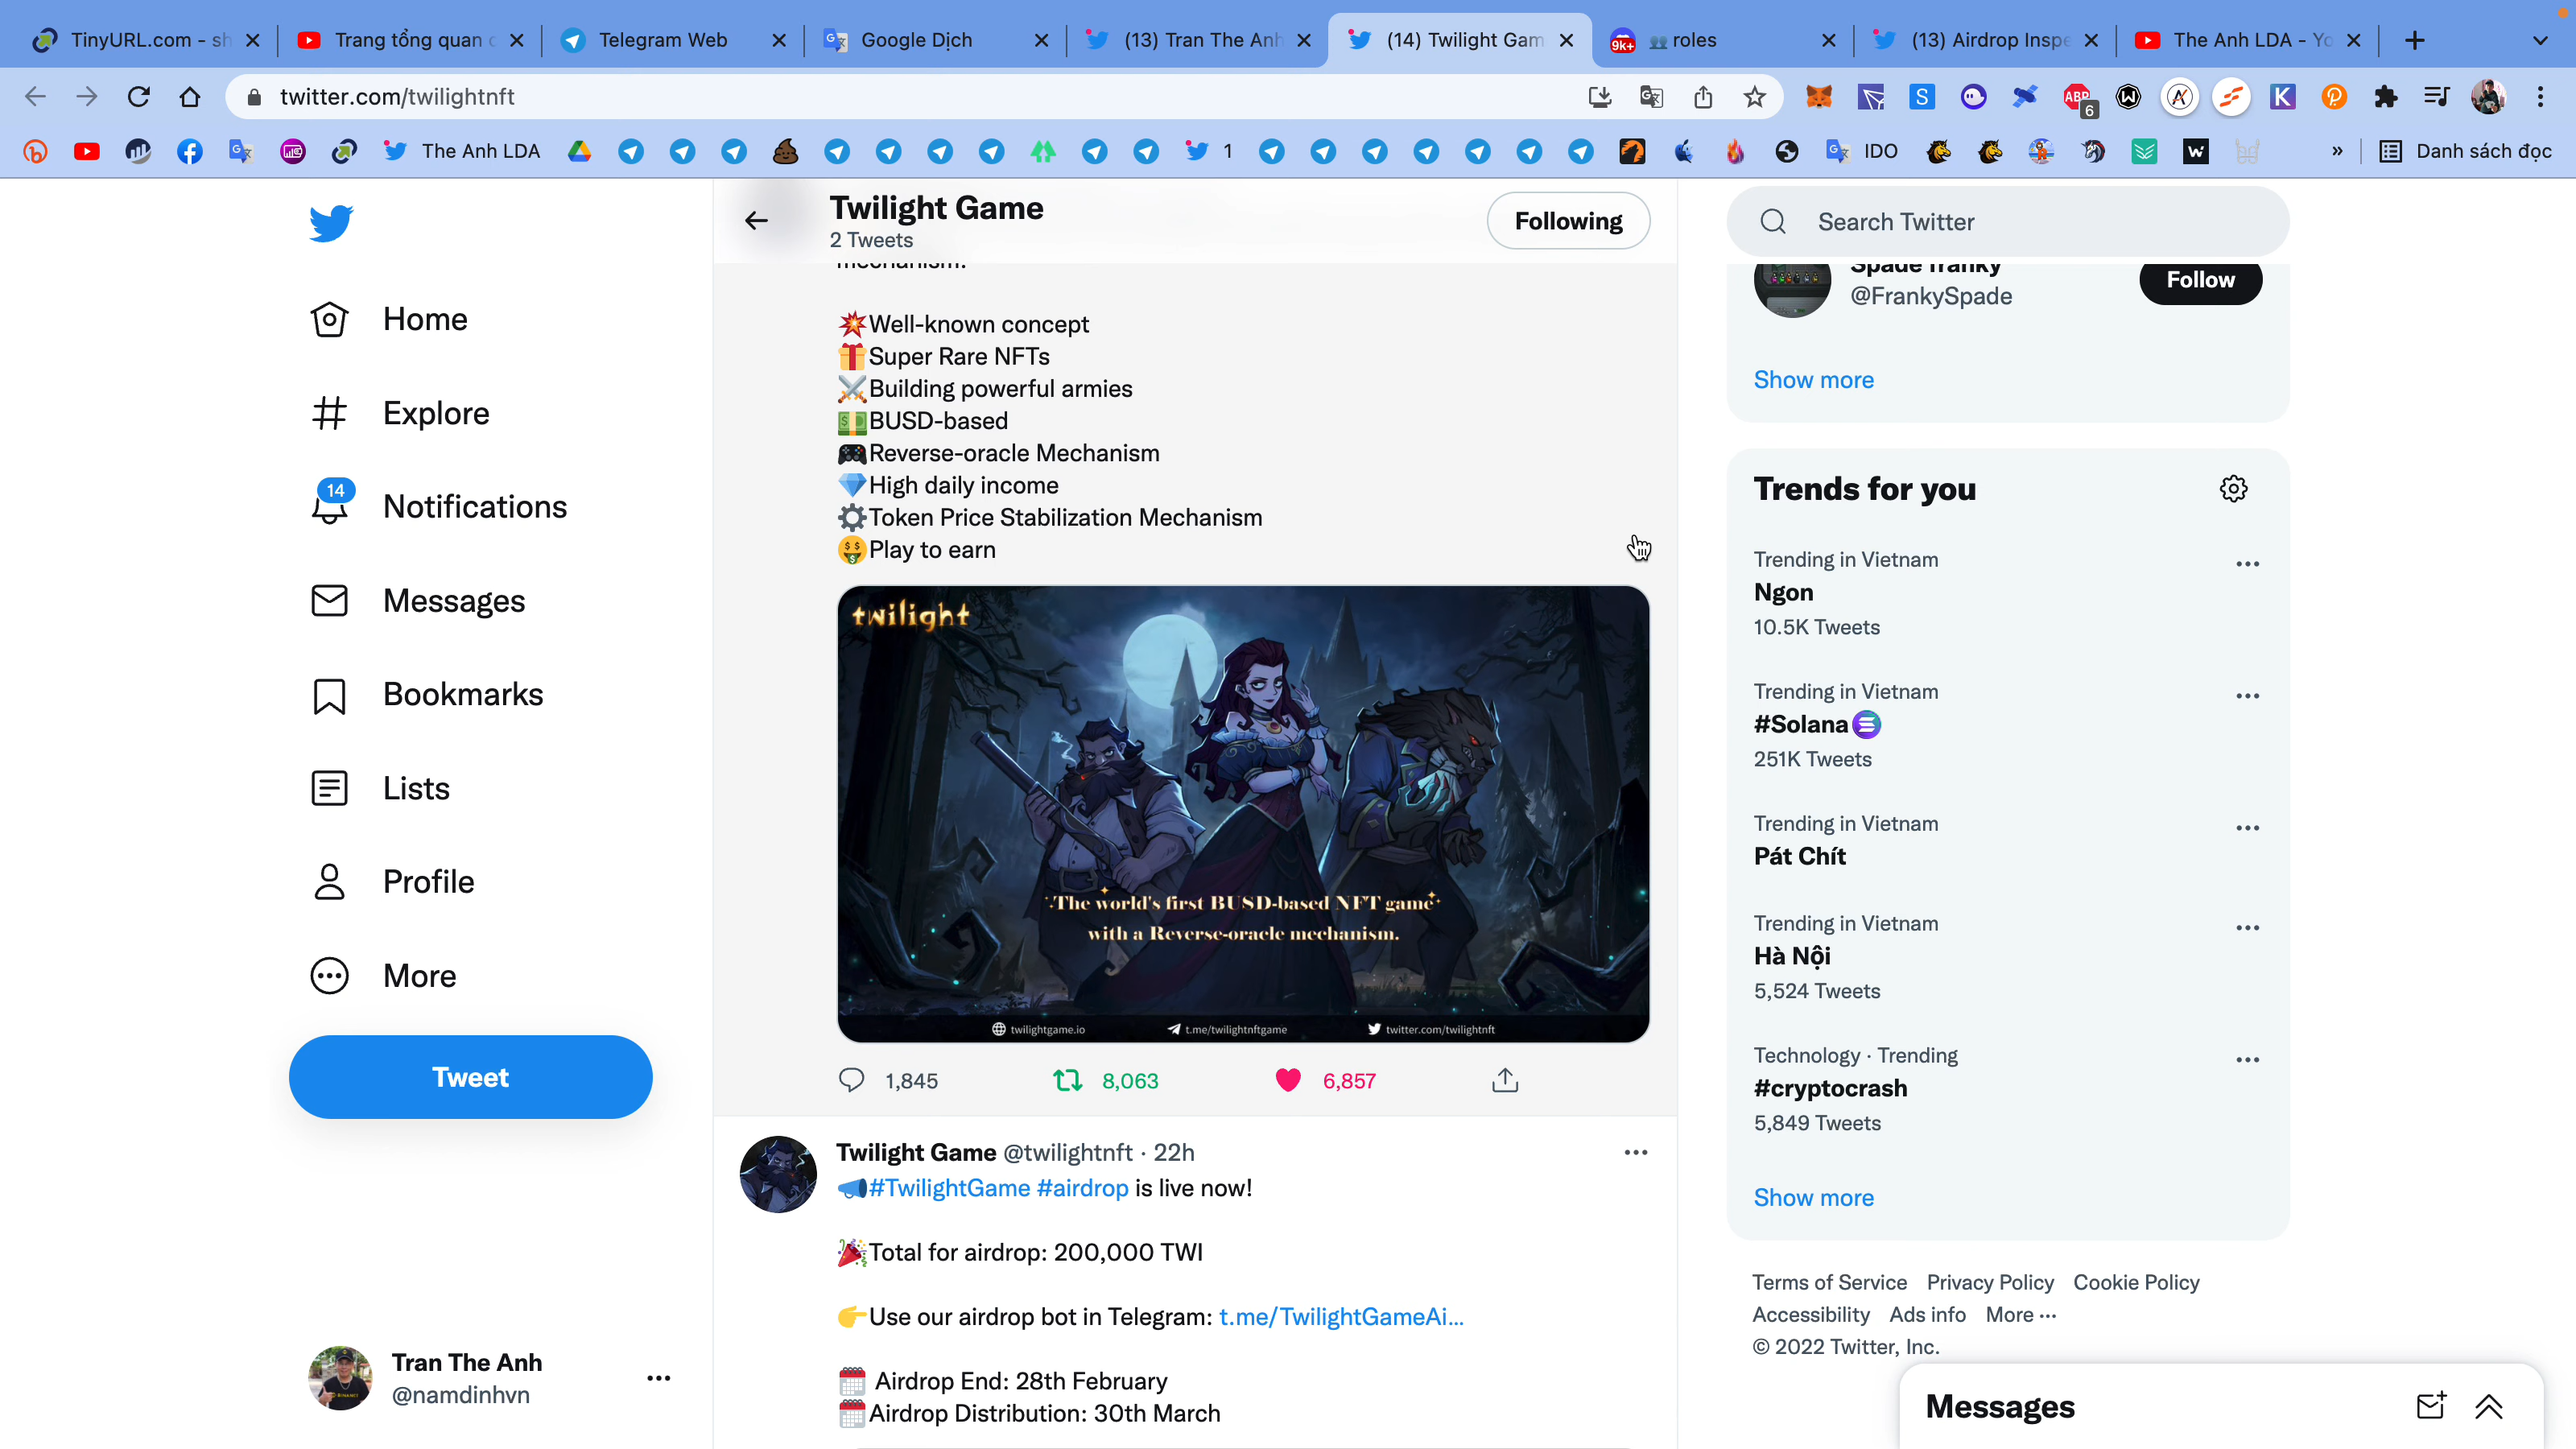 TinyURL.com - sh
Trang tổng quan c
Telegram Web
Google Dịch
(13) Tran The Anh
(14) Twilight Gam
9k+
roles
(13) Airdrop Inspe
The Anh LDA - Yo
twitter.com/twilightnft
ABP
6
The Anh LDA
1
IDO
Danh sách đọc
Home
Explore
14
Notifications
Messages
Bookmarks
Lists
Profile
More
Tweet
Tran The Anh
@namdinhvn
Twilight Game
2 Tweets
Following
mechanism.
Well-known concept
Super Rare NFTs
Building powerful armies
BUSD-based
Reverse-oracle Mechanism
High daily income
Token Price Stabilization Mechanism
Play to earn
twilight
The world's first BUSD-based NFT game
with a Reverse-oracle mechanism.
twilightgame.io
t.me/twilightnftgame
twitter.com/twilightnft
1,845
8,063
6,857
Twilight Game @twilightnft · 22h
#TwilightGame #airdrop is live now!
Total for airdrop: 200,000 TWI
Use our airdrop bot in Telegram: t.me/TwilightGameAi...
Airdrop End: 28th February
Airdrop Distribution: 30th March
Search Twitter
Spade franky
@FrankySpade
Follow
Show more
Trends for you
Trending in Vietnam
Ngon
10.5K Tweets
Trending in Vietnam
#Solana
251K Tweets
Trending in Vietnam
Pát Chít
Trending in Vietnam
Hà Nội
5,524 Tweets
Technology · Trending
#cryptocrash
5,849 Tweets
Show more
Terms of Service Privacy Policy Cookie Policy
Accessibility Ads info More ···
© 2022 Twitter, Inc.
Messages